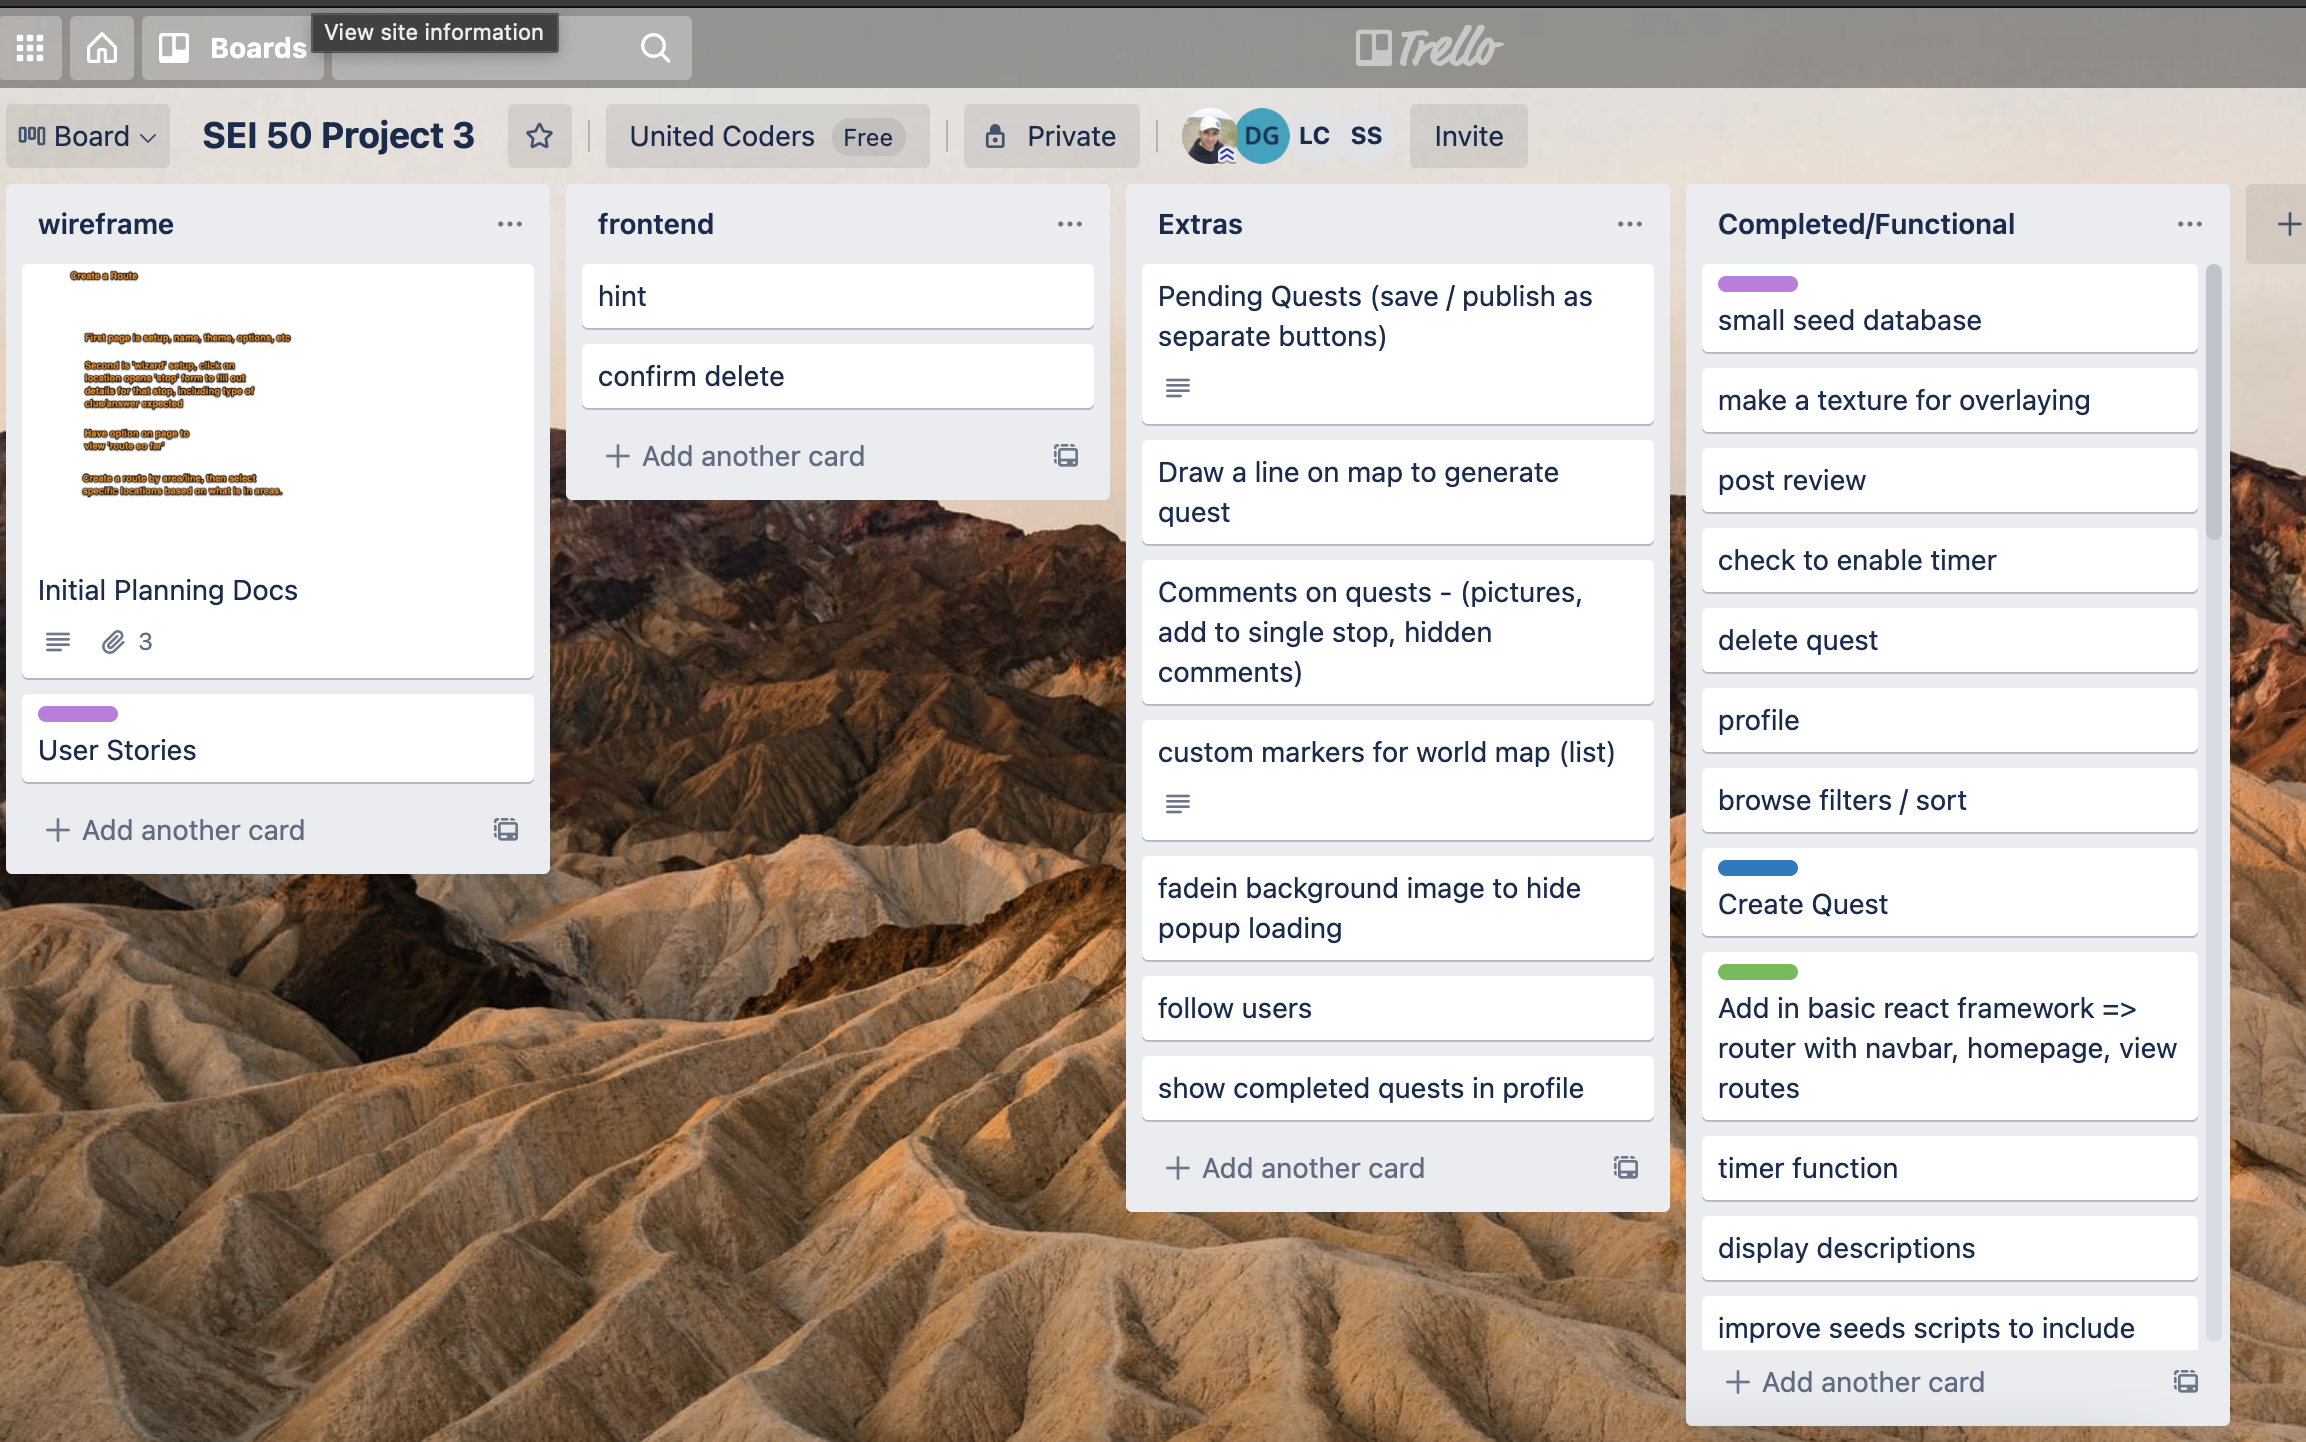 Boards
View site information
Trello
Board
SEI 50 Project 3
United Coders
Free
Private
DG
LC
SS
Invite
wireframe
Create a Route
First page is setup, name, theme, options, etc
Second is 'wizard' setup, click on
location opens 'stop' form to fill out
details for that stop, including type of
clue/answer expected
Have option on page to
view 'route so far'
Create a route by area/line, then select
specific locations based on what is in areas.
Initial Planning Docs
3
User Stories
Add another card
frontend
hint
confirm delete
Add another card
Extras
Pending Quests (save / publish as
separate buttons)
Draw a line on map to generate
quest
Comments on quests - (pictures,
add to single stop, hidden
comments)
custom markers for world map (list)
fadein background image to hide
popup loading
follow users
show completed quests in profile
Add another card
Completed/Functional
small seed database
make a texture for overlaying
post review
check to enable timer
delete quest
profile
browse filters / sort
Create Quest
Add in basic react framework =>
router with navbar, homepage, view
routes
timer function
display descriptions
improve seeds scripts to include
Add another card